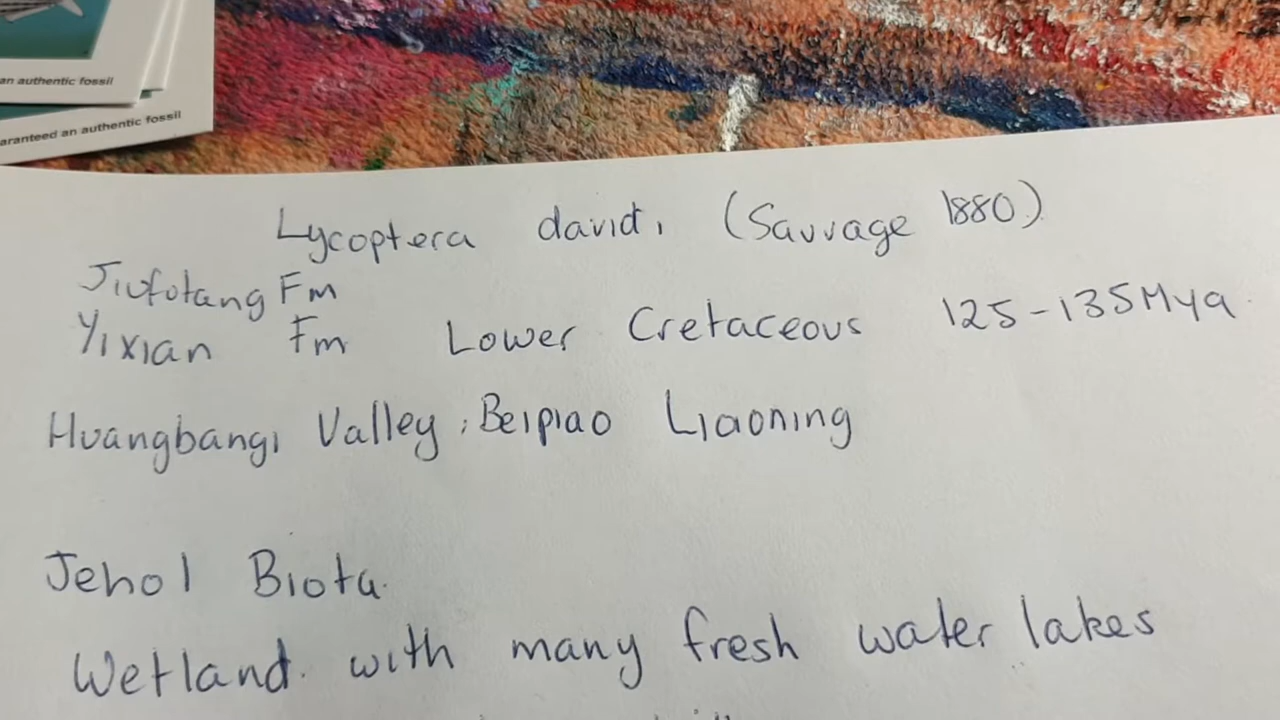 an authentic fossil
aranteed an authentic fossil
Lycoptera davidi (Sauvage 1880)
Jiufotang Fm
Yixian Fm Lower Cretaceous 125-135Mya
Huangbangi Valley, Beipiao Liaoning
Jehol Biota.
Wetland. with many fresh water lakes